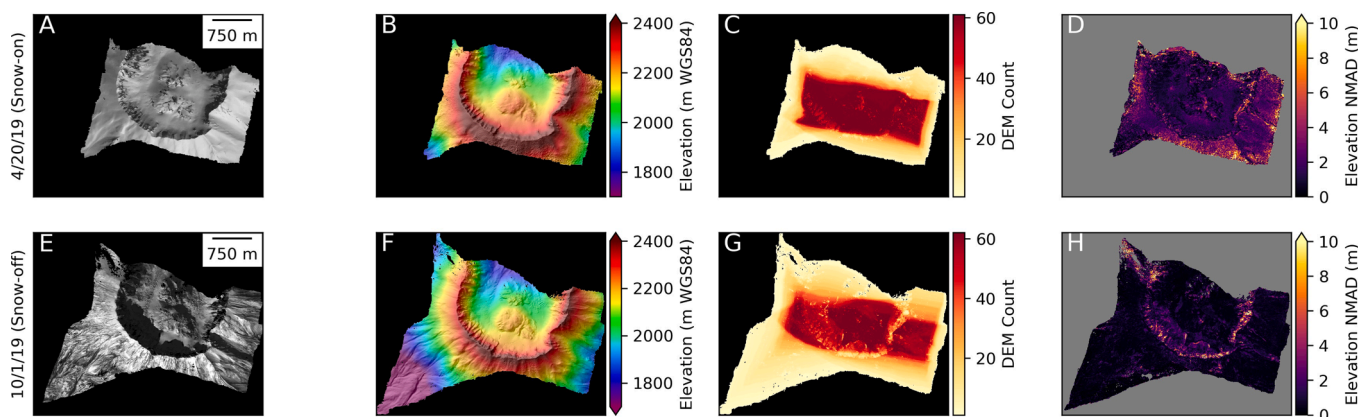 4/20/19 (Snow-on)
A
750 m
B
2400
2200
2000
1800
Elevation (m WGS84)
C
60
40
20
DEM Count
D
10
8
6
4
2
0
Elevation NMAD (m)
10/1/19 (Snow-off)
E
750 m
F
2400
2200
2000
1800
Elevation (m WGS84)
G
60
40
20
DEM Count
H
10
8
6
4
2
0
Elevation NMAD (m)